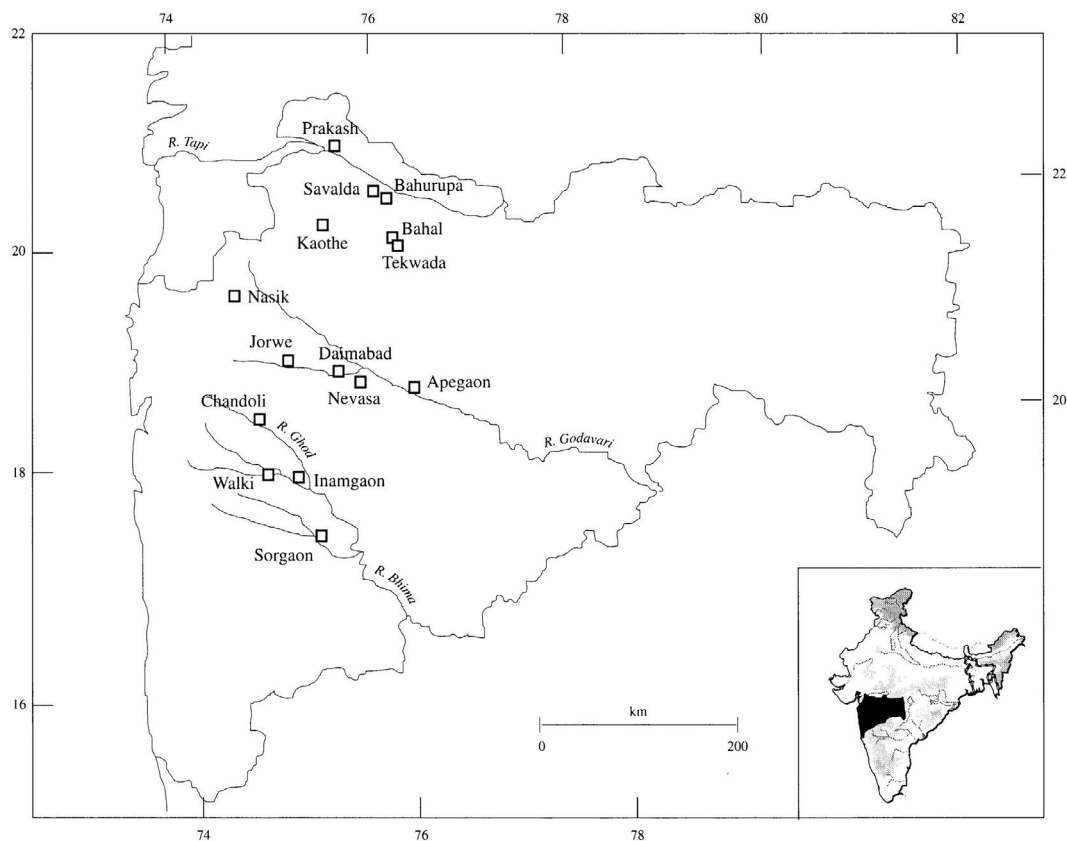 74 76 78 80 82
22
Prakash
R. Tapi
22
Savalda Bahurupa
Kaothe Bahal
Tekwada
20
Nasik
Jorwe Daimabad
Nevasa Apegaon
20
Chandoli
R. Ghod
R. Godavari
18
Walki Inamgaon
Sorgaon
R. Bhima
16
km
0 200
74 76 78